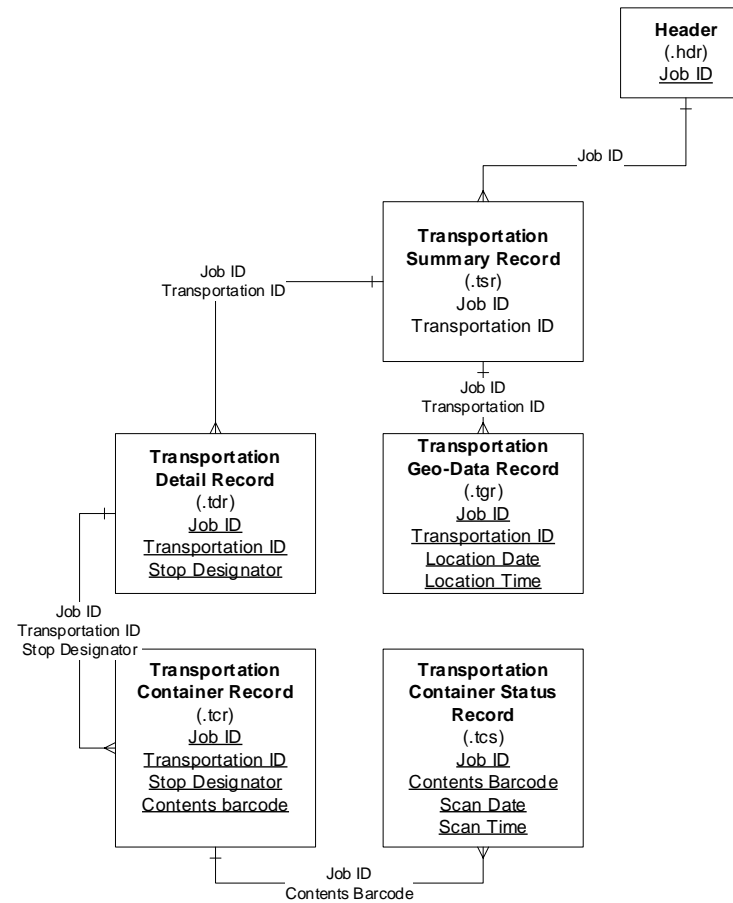 Header
(.hdr)
Job ID
Job ID
Transportation
Summary Record
(.tsr)
Job ID
Transportation ID
Job ID
Transportation ID
Job ID
Transportation ID
Transportation
Detail Record
(.tdr)
Job ID
Transportation ID
Stop Designator
Transportation
Geo-Data Record
(.tgr)
Job ID
Transportation ID
Location Date
Location Time
Job ID
Transportation ID
Stop Designator
Transportation
Container Record
(.tcr)
Job ID
Transportation ID
Stop Designator
Contents barcode
Transportation
Container Status
Record
(.tcs)
Job ID
Contents Barcode
Scan Date
Scan Time
Job ID
Contents Barcode